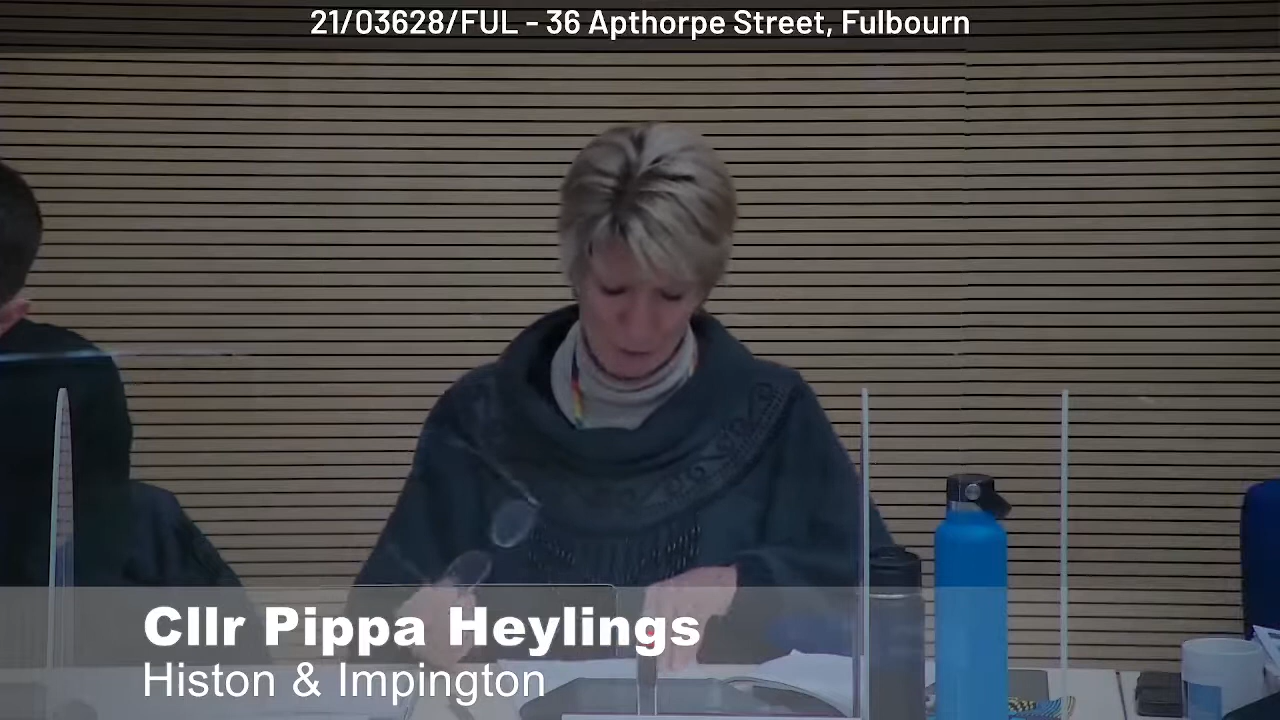 21/03628/FUL - 36 Apthorpe Street, Fulbourn
Cllr Pippa Heylings
Histon & Impington